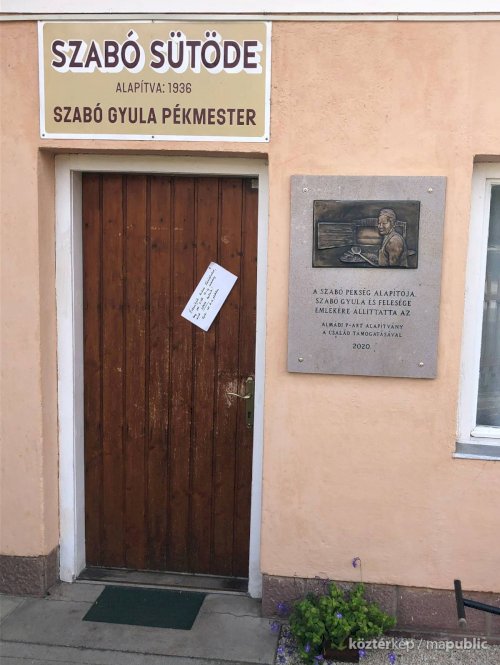 SZABÓ SÜTÖDE
ALAPÍTVA: 1936
SZABÓ GYULA PÉKMESTER
A SZABÓ PÉKSÉG ALAPÍTÓJA,
SZABÓ GYULA ÉS FELESÉGE
EMLÉKÉRE ÁLLÍTTATTA AZ
ALMÁDI P-ART ALAPÍTVÁNY
A CSALÁD TÁMOGATÁSÁVAL
2020.
köztérkép / mapublic